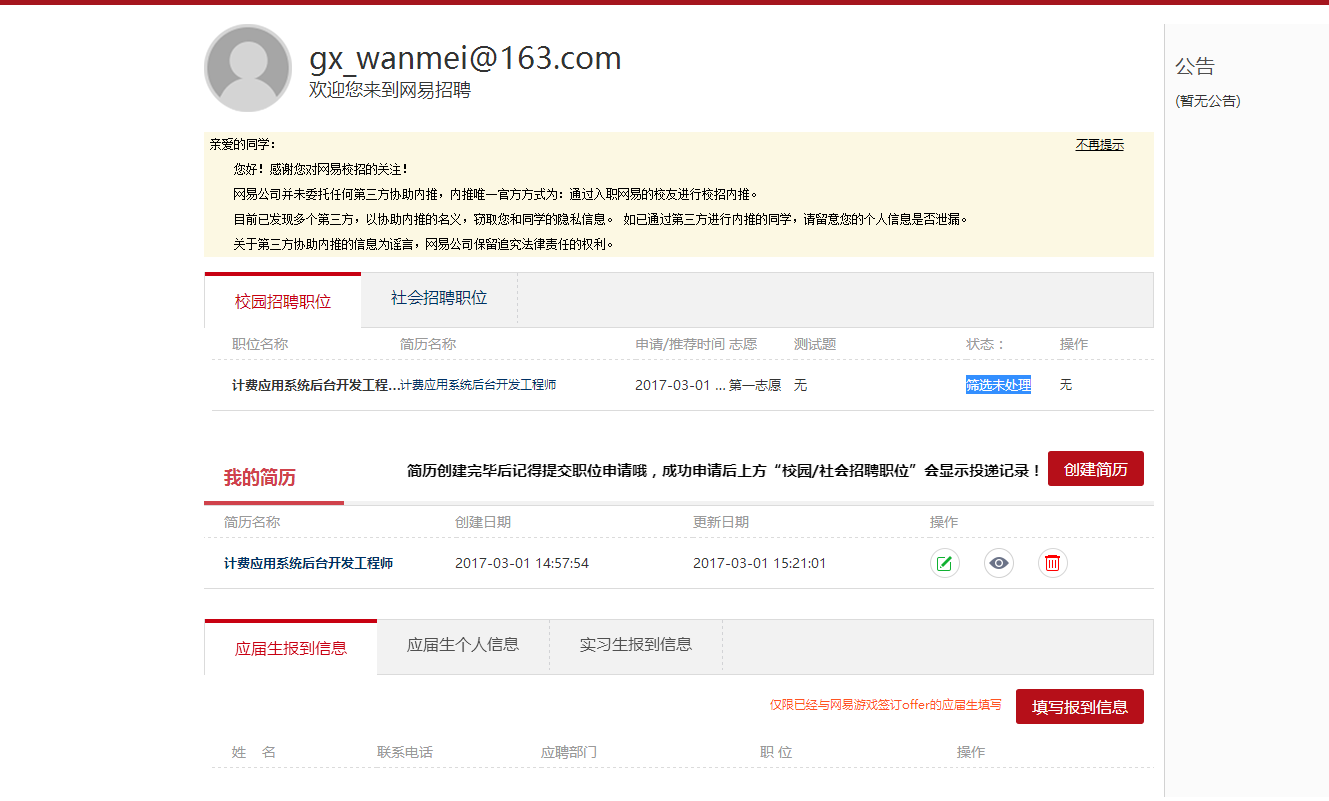 gx_wanmei@163.com
欢迎您来到网易招聘
公告
(暂无公告)
亲爱的同学： 不再提示
您好！感谢您对网易校招的关注！
网易公司并未委托任何第三方协助内推，内推唯一官方方式为：通过入职网易的校友进行校招内推。
目前已发现多个第三方，以协助内推的名义，窃取您和同学的隐私信息。 如已通过第三方进行内推的同学，请留意您的个人信息是否泄漏。
关于第三方协助内推的信息为谣言，网易公司保留追究法律责任的权利。
校园招聘职位 社会招聘职位
职位名称 简历名称 申请/推荐时间 志愿 测试题 状态： 操作
计费应用系统后台开发工程... 计费应用系统后台开发工程师 2017-03-01 ... 第一志愿 无 筛选未处理 无
我的简历 简历创建完毕后记得提交职位申请哦，成功申请后上方“校园/社会招聘职位”会显示投递记录！ 创建简历
简历名称 创建日期 更新日期 操作
计费应用系统后台开发工程师 2017-03-01 14:57:54 2017-03-01 15:21:01
应届生报到信息 应届生个人信息 实习生报到信息
仅限已经与网易游戏签订offer的应届生填写 填写报到信息
姓 名 联系电话 应聘部门 职 位 操作